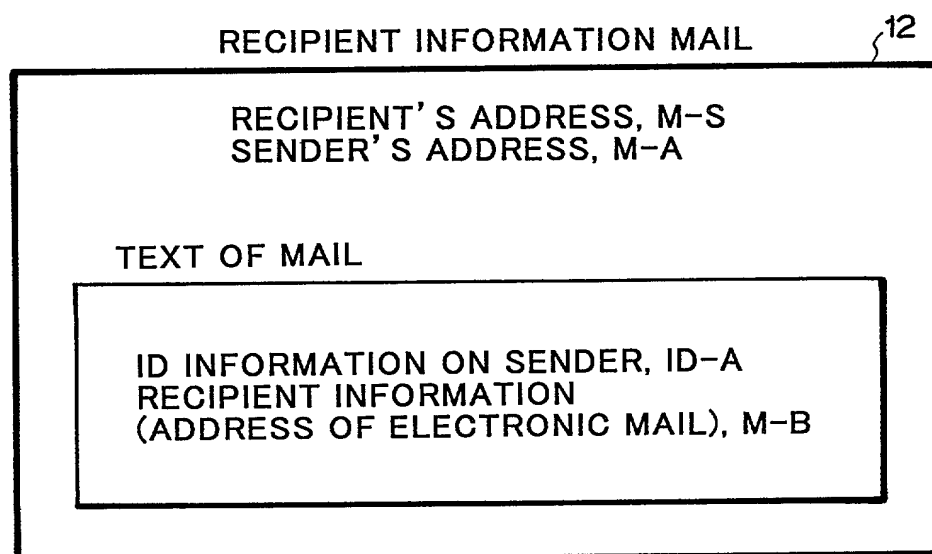 RECIPIENT INFORMATION MAIL
12
RECIPIENT'S ADDRESS, M-S
SENDER'S ADDRESS, M-A
TEXT OF MAIL
ID INFORMATION ON SENDER, ID-A
RECIPIENT INFORMATION
(ADDRESS OF ELECTRONIC MAIL), M-B